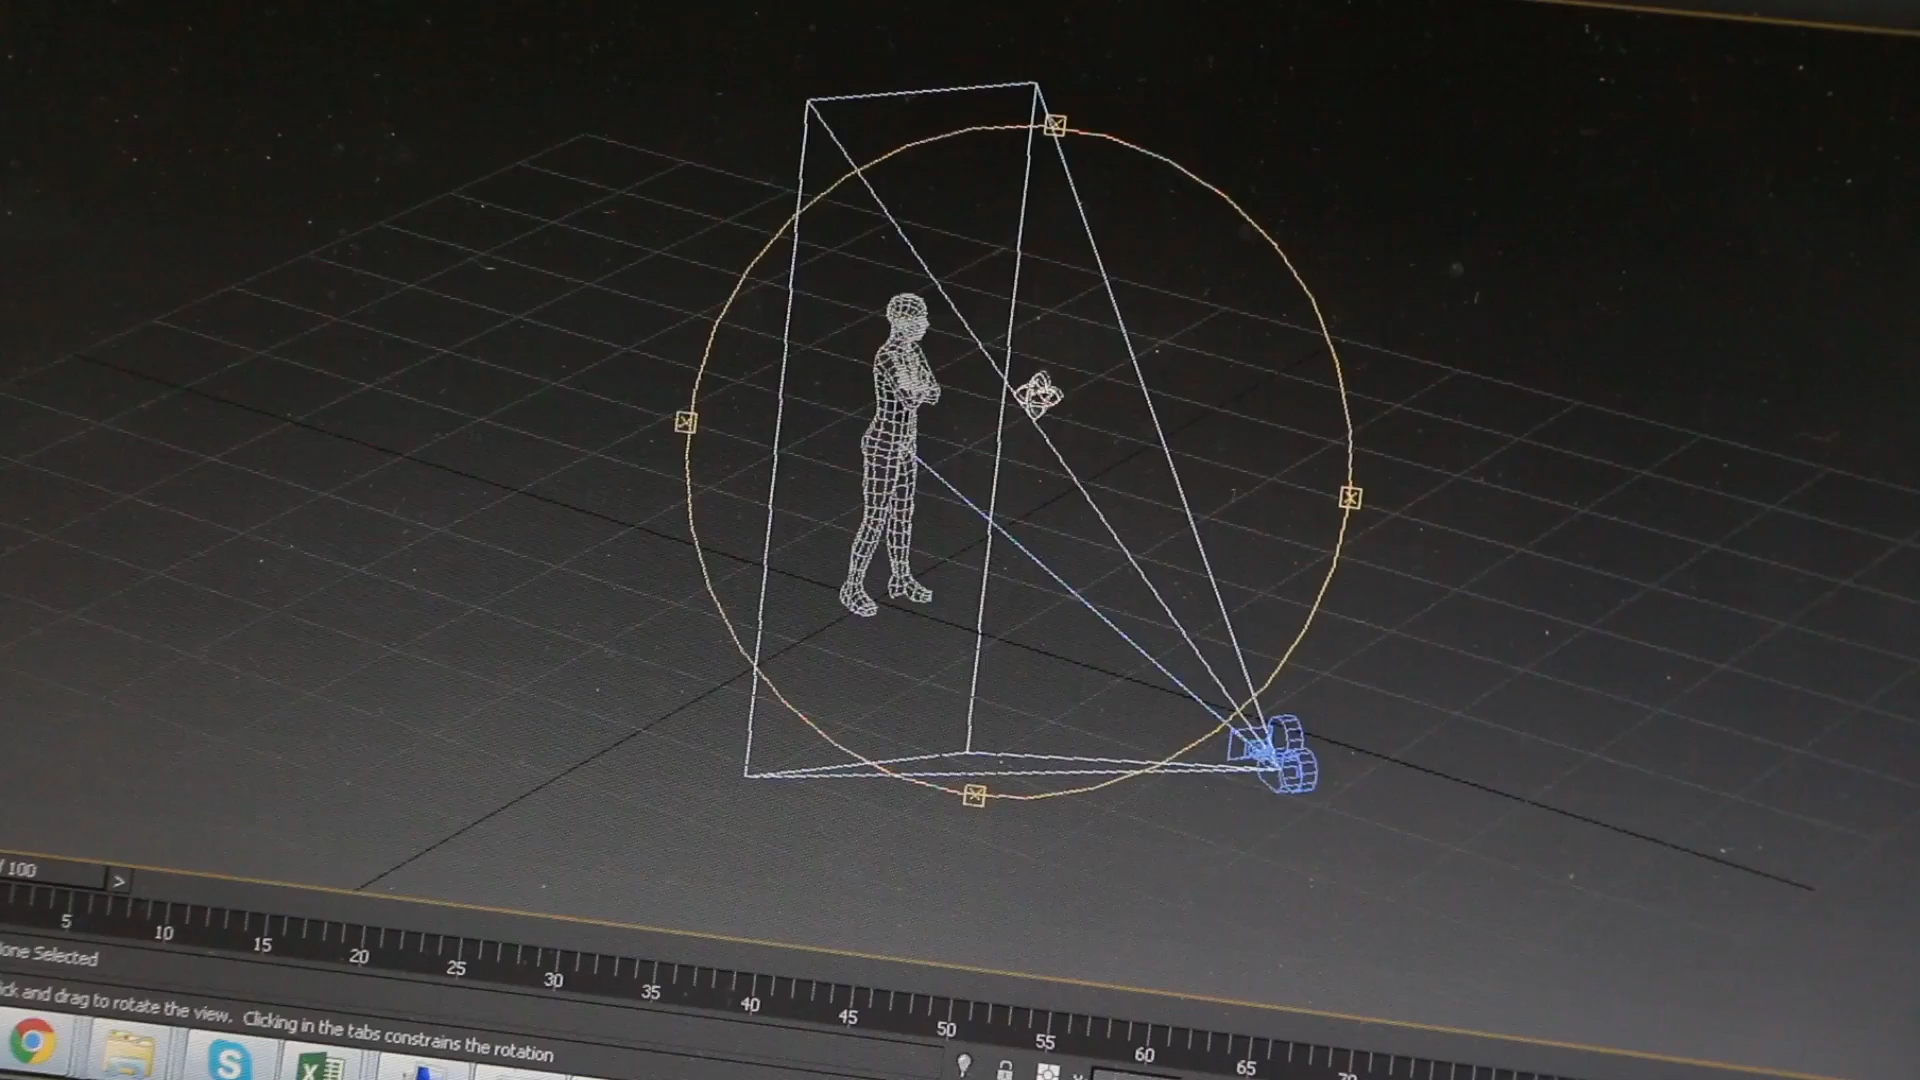 / 100 >
5 10 15 20 25 30 35 40 45 50 55 60 65
one Selected
ick and drag to rotate the view. Clicking in the tabs constrains the rotation
S
X